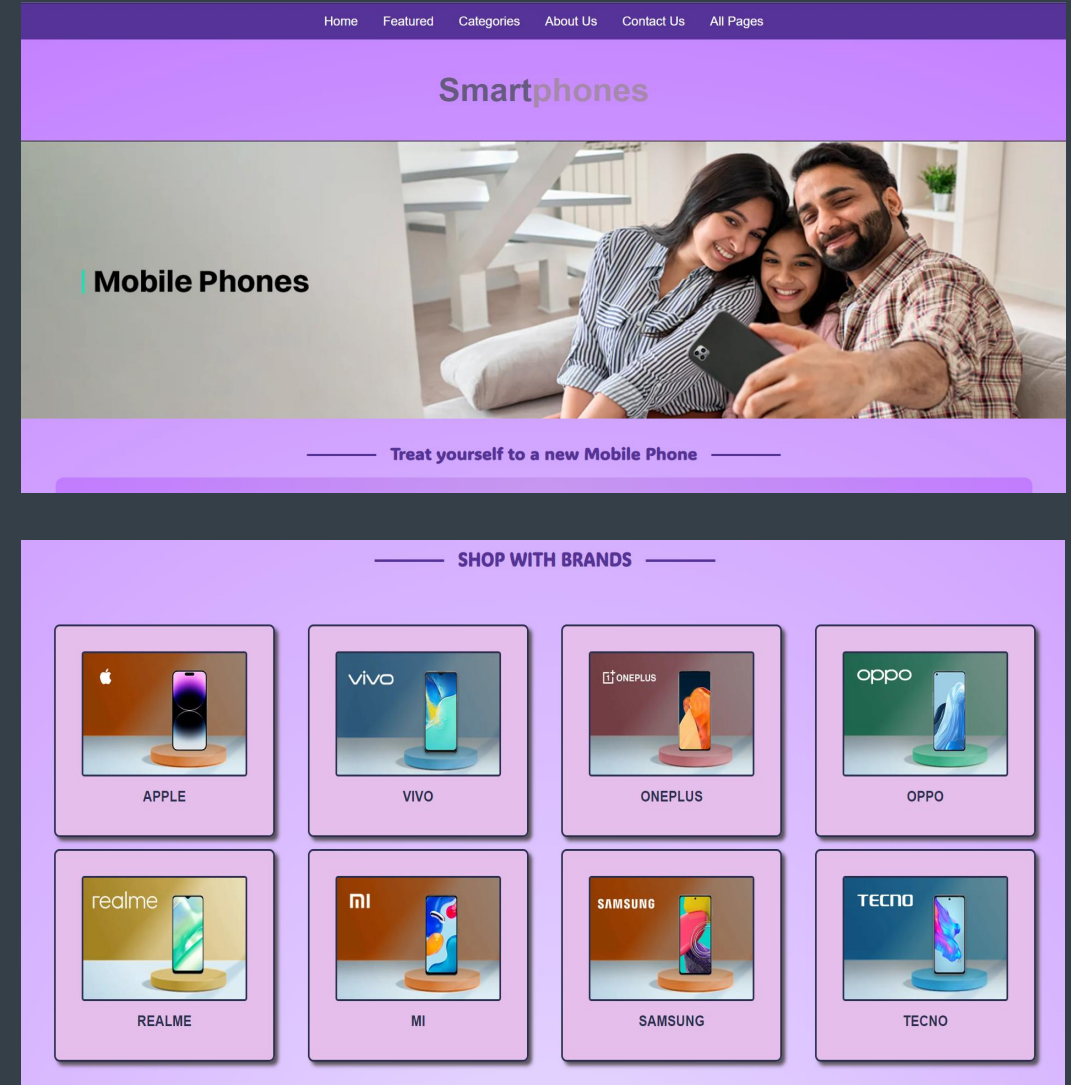 Home Featured Categories About Us Contact Us All Pages
Smartphones
Mobile Phones
Treat yourself to a new Mobile Phone
SHOP WITH BRANDS
vivo ONEPLUS oppo
APPLE VIVO ONEPLUS OPPO
realme mi SAMSUNG TECNO
REALME MI SAMSUNG TECNO